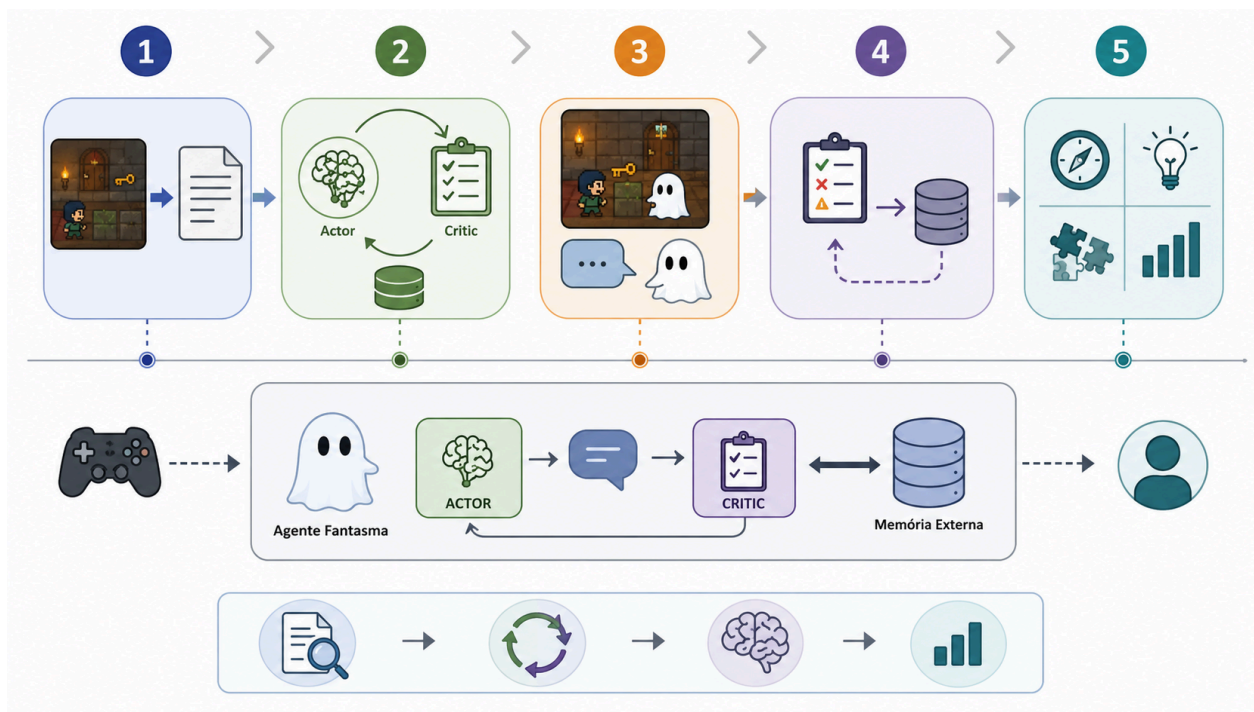 1
2
3
4
5
Actor
Critic
Agente Fantasma
ACTOR
CRITIC
Memória Externa